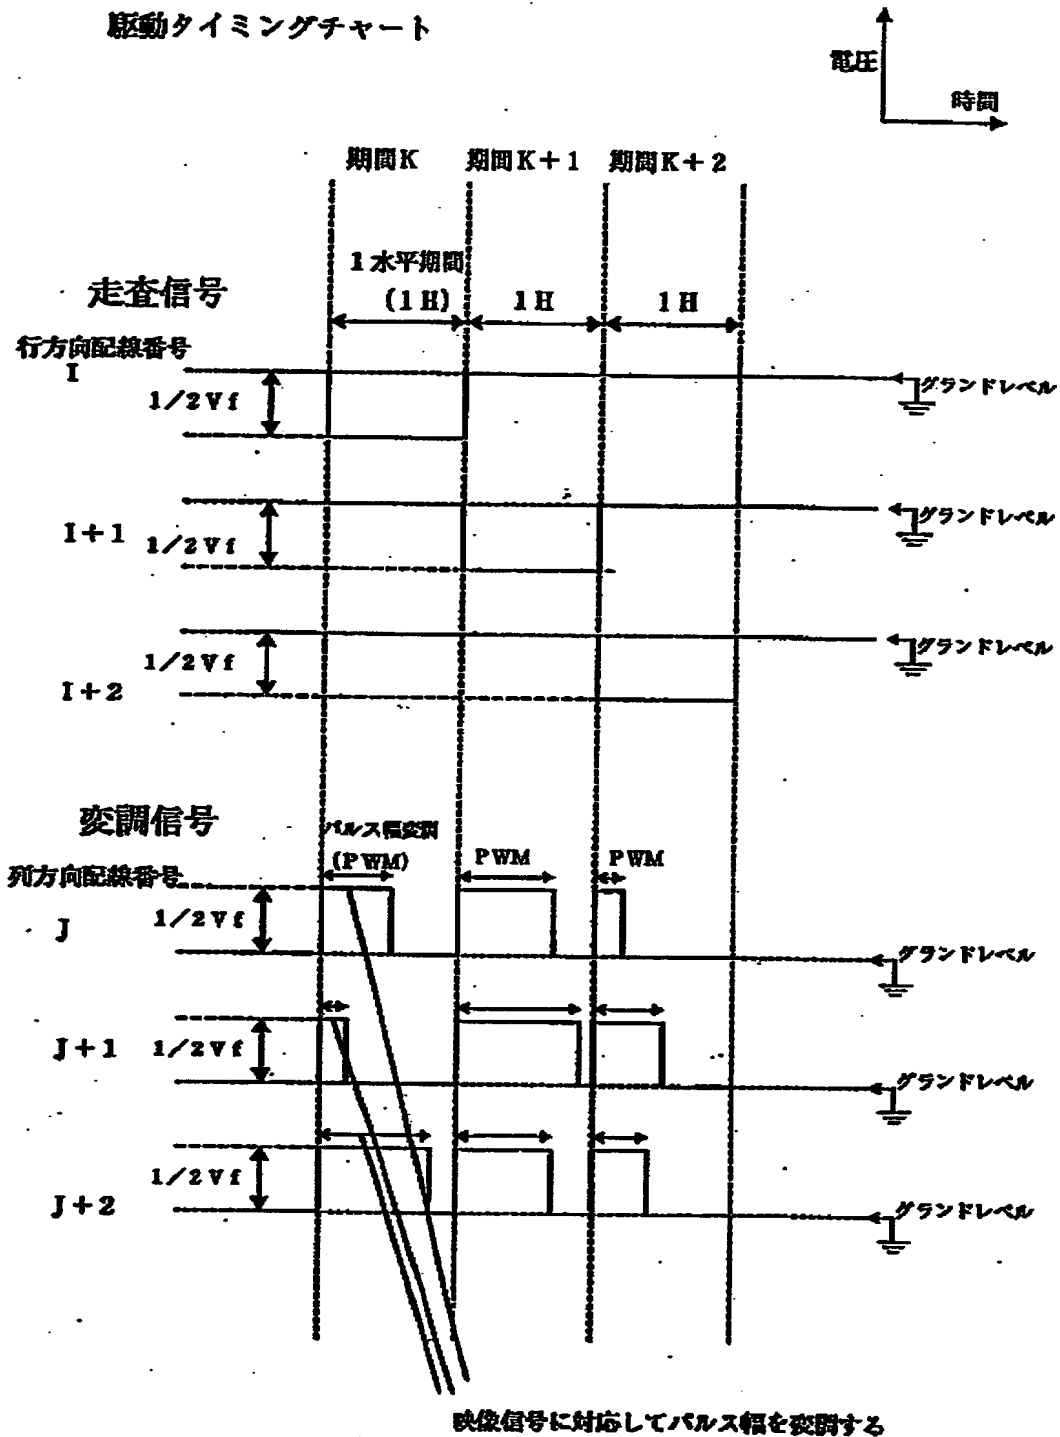 駆動タイミングチャート
電圧
時間
期間K
期間K+1
期間K+2
1水平期間
(1H)
1H
1H
走査信号
行方向配線番号
I
1/2Vf
グランドレベル
I+1
1/2Vf
グランドレベル
I+2
1/2Vf
グランドレベル
変調信号
パルス幅変調
(PWM)
PWM
PWM
列方向配線番号
J
1/2Vf
グランドレベル
J+1
1/2Vf
グランドレベル
J+2
1/2Vf
グランドレベル
映像信号に対応してパルス幅を変調する